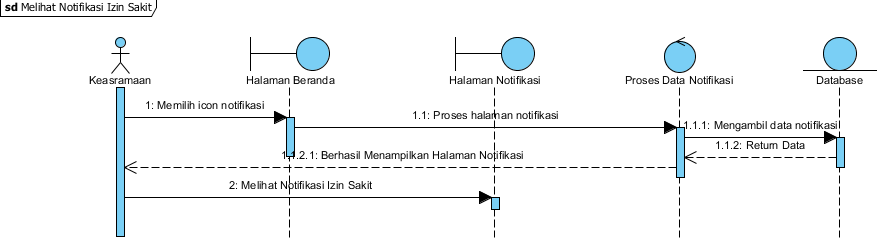 sd Melihat Notifikasi Izin Sakit
Keasramaan
Halaman Beranda
Halaman Notifikasi
Proses Data Notifikasi
Database
1: Memilih icon notifikasi
1.1: Proses halaman notifikasi
1.1.1: Mengambil data notifikasi
1.1.2: Return Data
1.1.2.1: Berhasil Menampilkan Halaman Notifikasi
2: Melihat Notifikasi Izin Sakit